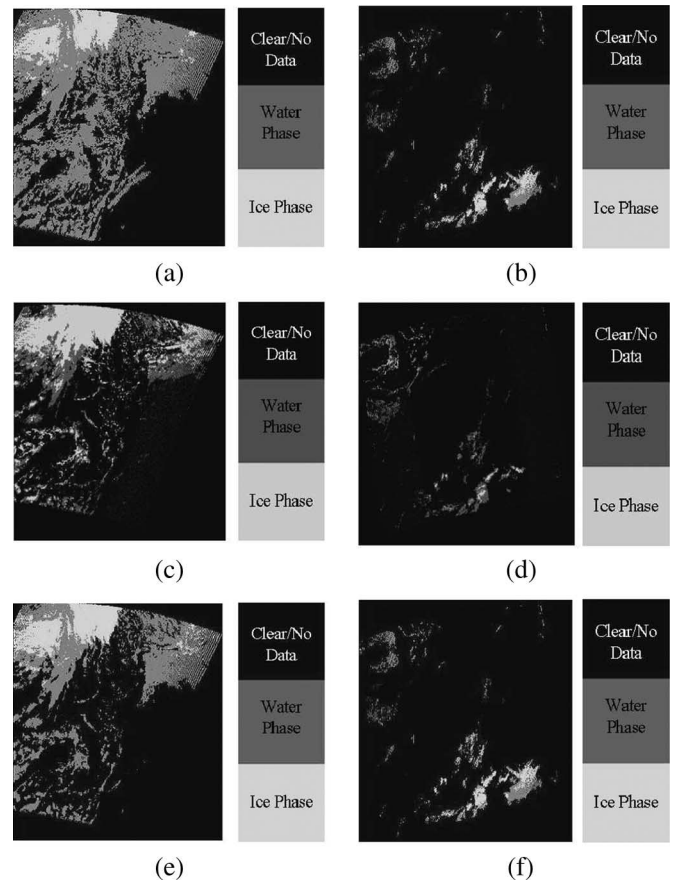 Clear/No
Data
Water
Phase
Ice Phase
(a)
Clear/No
Data
Water
Phase
Ice Phase
(b)
Clear/No
Data
Water
Phase
Ice Phase
(c)
Clear/No
Data
Water
Phase
Ice Phase
(d)
Clear/No
Data
Water
Phase
Ice Phase
(e)
Clear/No
Data
Water
Phase
Ice Phase
(f)